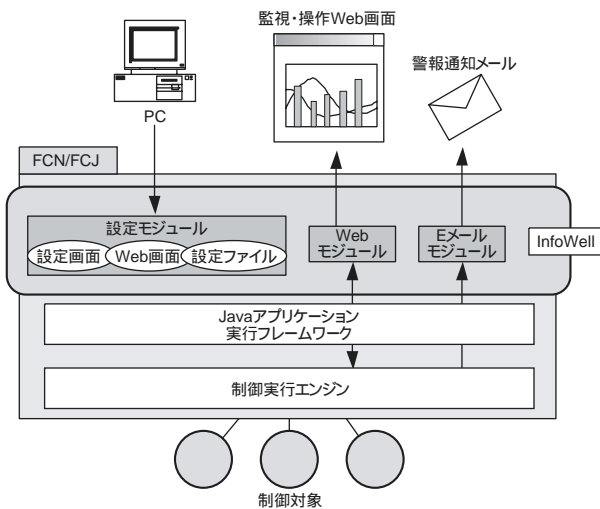 監視・操作Web画面
警報通知メール
PC
FCN/FCJ
設定モジュール
設定画面
Web画面
設定ファイル
Web
モジュール
Eメール
モジュール
InfoWell
Javaアプリケーション
実行フレームワーク
制御実行エンジン
制御対象